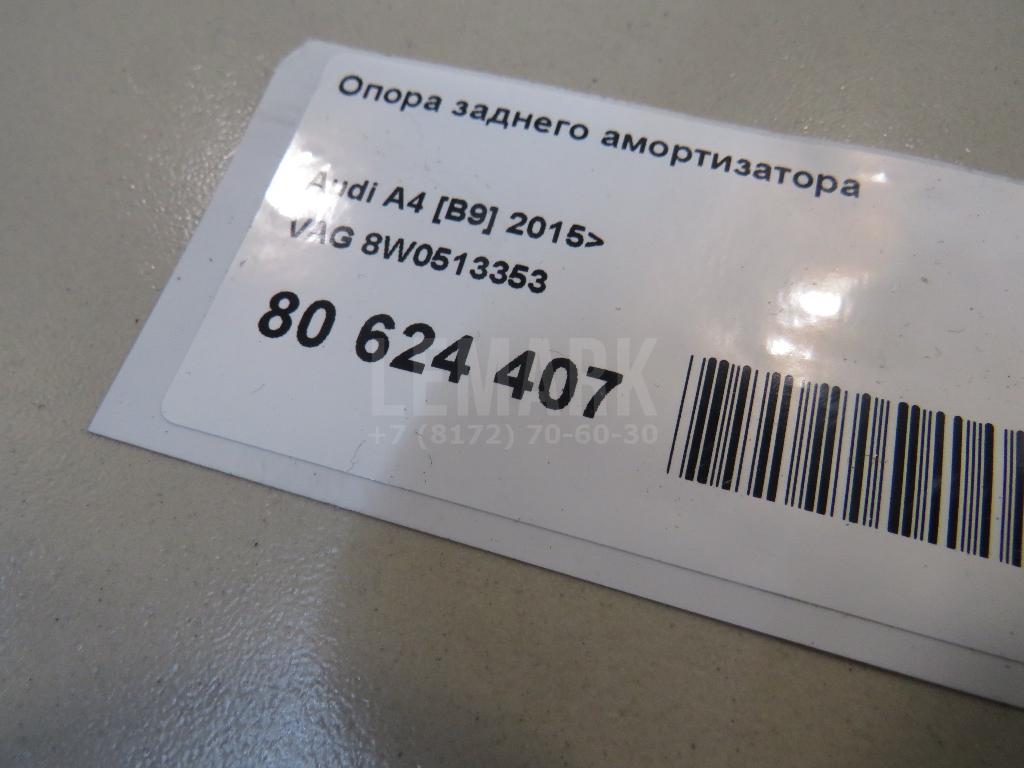 Опора заднего амортизатора
Audi A4 [B9] 2015>
VAG 8W0513353
80 624 407
LEMARK
+7 (8172) 70-60-30